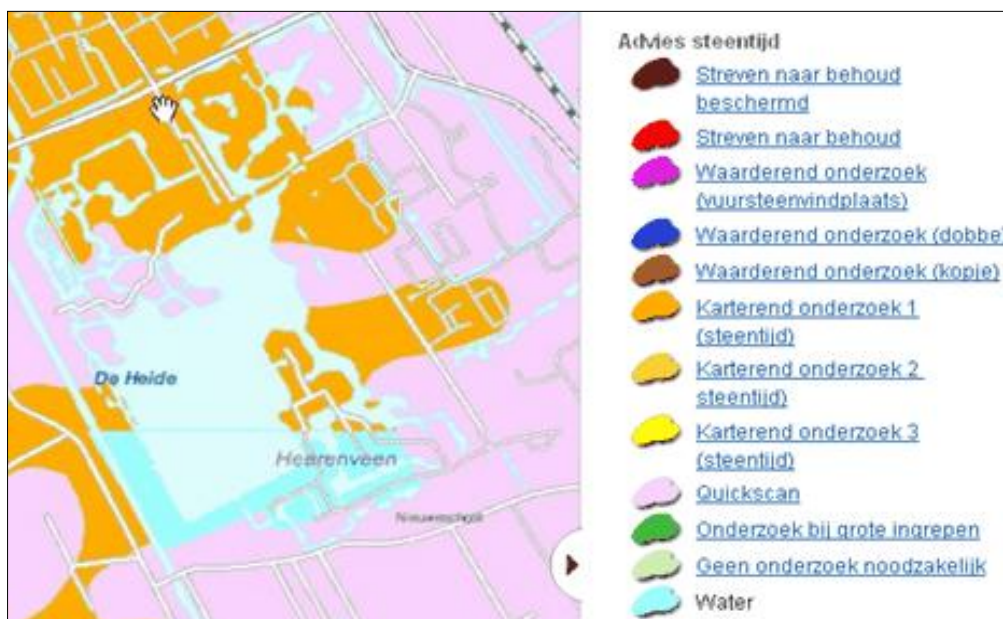 De Heide
Heerenveen
Advies steentijd
Streven naar behoud
beschermd
Streven naar behoud
Waarderend onderzoek
(vuursteenvindplaats)
Waarderend onderzoek (dobbe)
Waarderend onderzoek (kopje)
Karterend onderzoek 1
(steentijd)
Karterend onderzoek 2
steentijd)
Karterend onderzoek 3
(steentijd)
Quickscan
Onderzoek bij grote ingrepen
Geen onderzoek noodzakelijk
Water